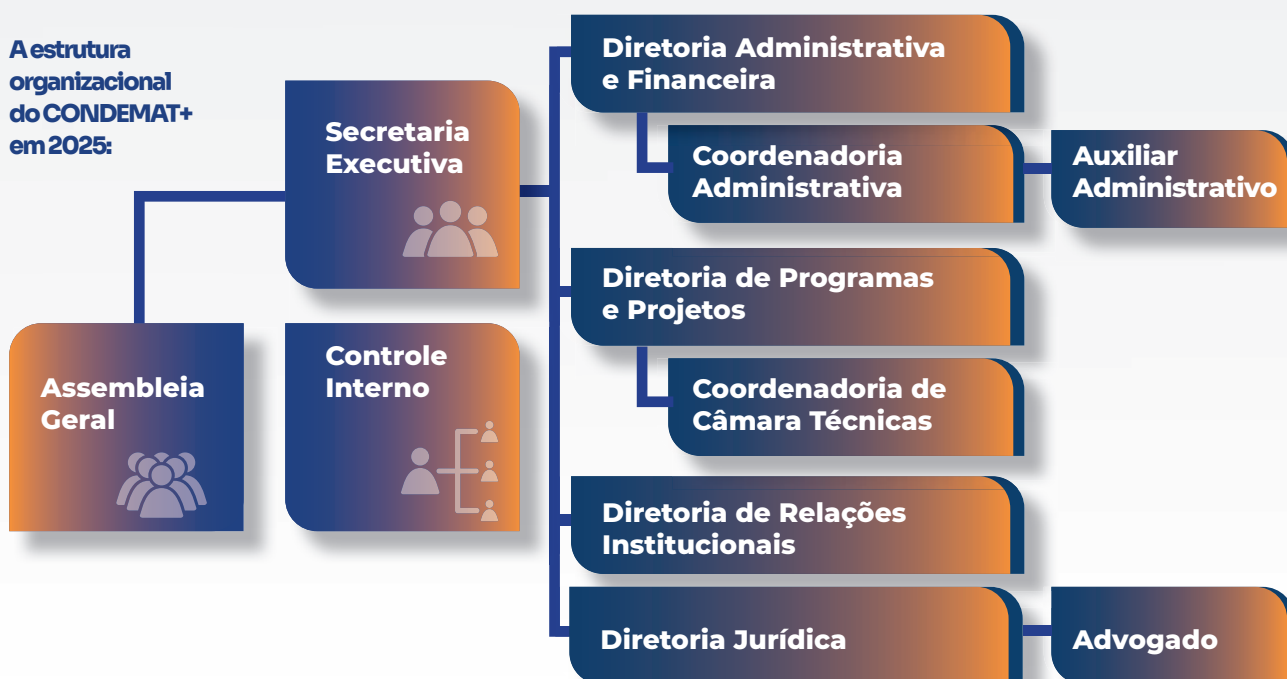 A estrutura
organizacional
do CONDEMAT+
em 2025:
Assembleia
Geral
Secretaria
Executiva
Controle
Interno
Diretoria Administrativa
e Financeira
Coordenadoria
Administrativa
Auxiliar
Administrativo
Diretoria de Programas
e Projetos
Coordenadoria de
Câmara Técnicas
Diretoria de Relações
Institucionais
Diretoria Jurídica
Advogado